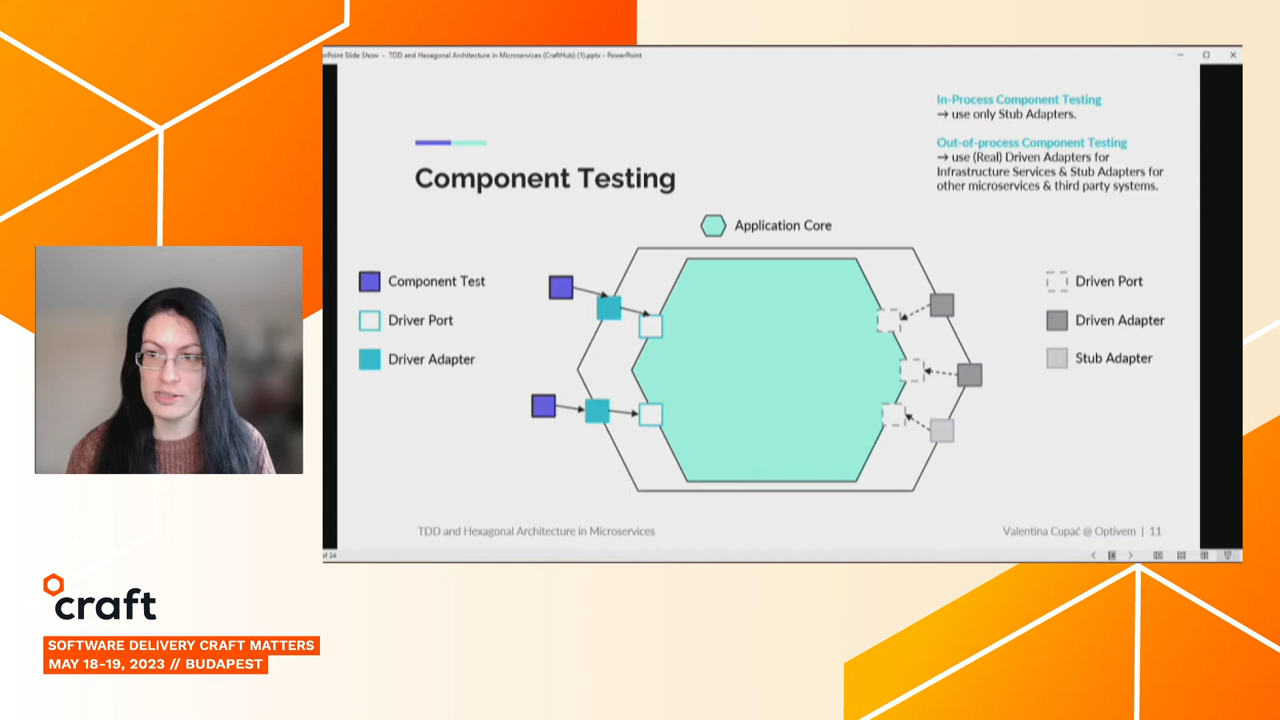 rPoint Slide Show - TDD and Hexagonal Architecture in Microservices (CraftHub) (1).pptx - PowerPoint
In-Process Component Testing
→ use only Stub Adapters.
Out-of-process Component Testing
→ use (Real) Driven Adapters for
Infrastructure Services & Stub Adapters for
other microservices & third party systems.
Component Testing
Application Core
Component Test
Driver Port
Driver Adapter
Driven Port
Driven Adapter
Stub Adapter
TDD and Hexagonal Architecture in Microservices
Valentina Cupać @ Optivem | 11
of 24
craft
SOFTWARE DELIVERY CRAFT MATTERS
MAY 18-19, 2023 // BUDAPEST